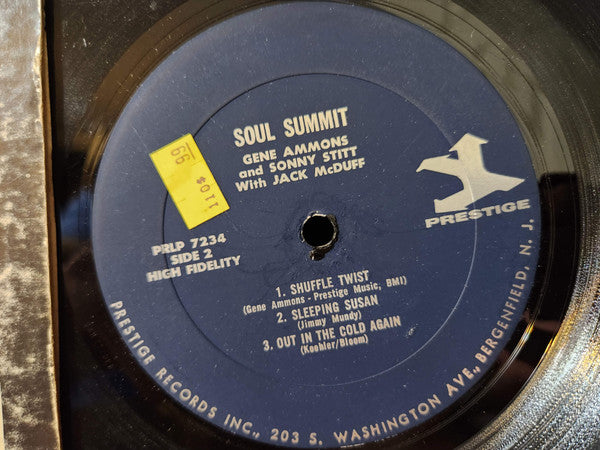 SOUL SUMMIT
GENE AMMONS
and SONNY STITT
With JACK McDUFF
PRESTIGE
99
110$
PRLP 7234
SIDE 2
HIGH FIDELITY
1. SHUFFLE TWIST
(Gene Ammons - Prestige Music, BMI)
2. SLEEPING SUSAN
(Jimmy Mundy)
3. OUT IN THE COLD AGAIN
(Koehler/Bloom)
PRESTIGE RECORDS INC., 203 S. WASHINGTON AVE., BERGENFIELD, N. J.